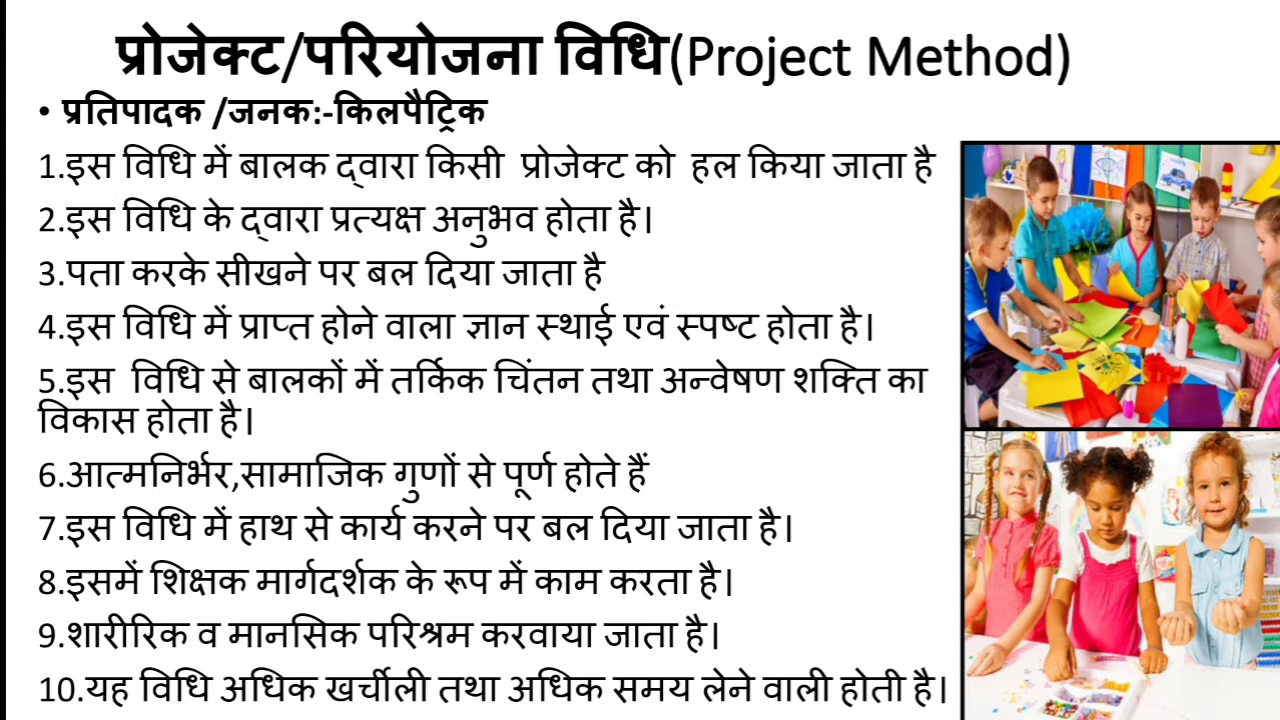 प्रोजेक्ट/परियोजना विधि(Project Method)
• प्रतिपादक /जनक:-किलपैट्रिक
1.इस विधि में बालक द्वारा किसी प्रोजेक्ट को हल किया जाता है
2.इस विधि के द्वारा प्रत्यक्ष अनुभव होता है।
3.पता करके सीखने पर बल दिया जाता है
4.इस विधि में प्राप्त होने वाला ज्ञान स्थाई एवं स्पष्ट होता है।
5.इस विधि से बालकों में तर्किक चिंतन तथा अन्वेषण शक्ति का
विकास होता है।
6.आत्मनिर्भर,सामाजिक गुणों से पूर्ण होते हैं
7.इस विधि में हाथ से कार्य करने पर बल दिया जाता है।
8.इसमें शिक्षक मार्गदर्शक के रूप में काम करता है।
9.शारीरिक व मानसिक परिश्रम करवाया जाता है।
10.यह विधि अधिक खर्चीली तथा अधिक समय लेने वाली होती है।